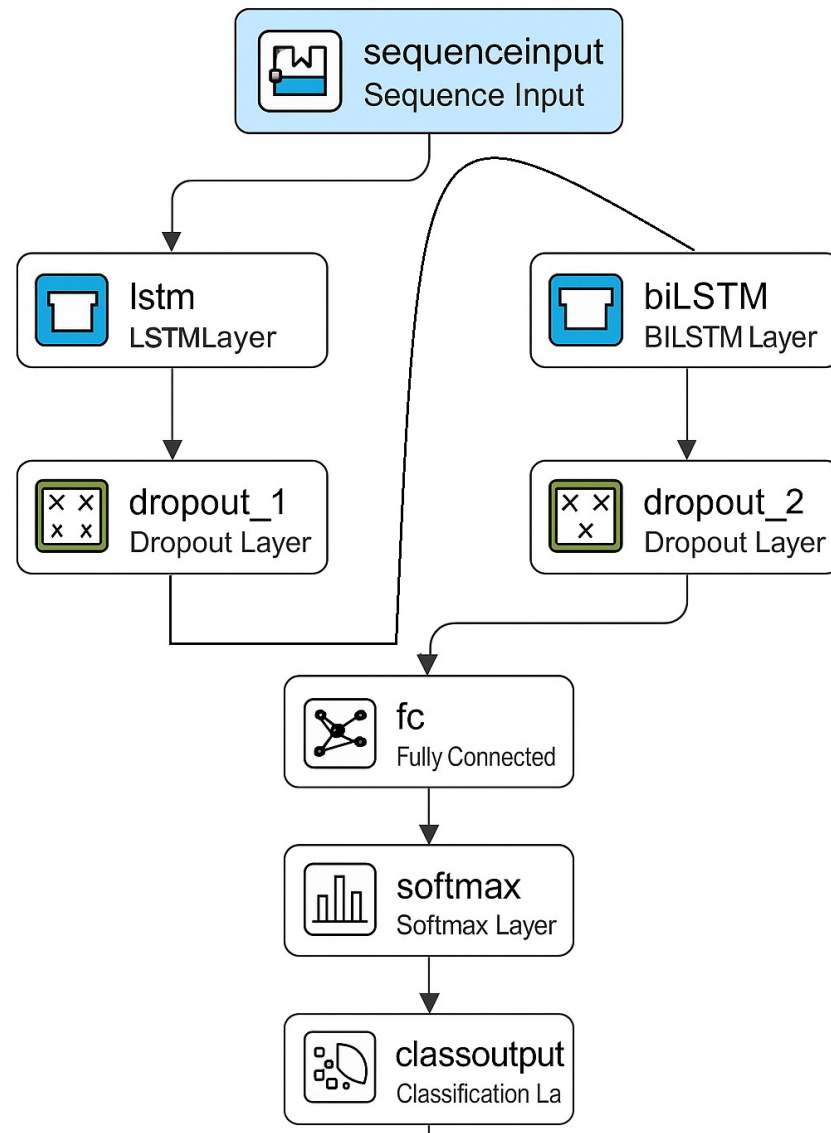 sequenceinput
Sequence Input
lstm
LSTMLayer
dropout_1
Dropout Layer
biLSTM
BILSTM Layer
dropout_2
Dropout Layer
fc
Fully Connected
softmax
Softmax Layer
classoutput
Classification La